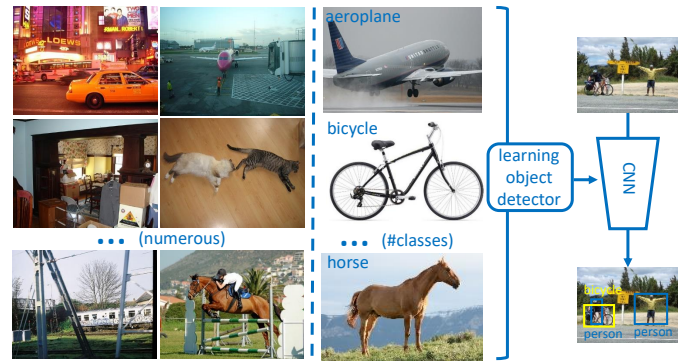 LOEWS
aeroplane
bicycle
... (numerous)
... (#classes)
horse
learning
object
detector
CNN
bicycle
person
person